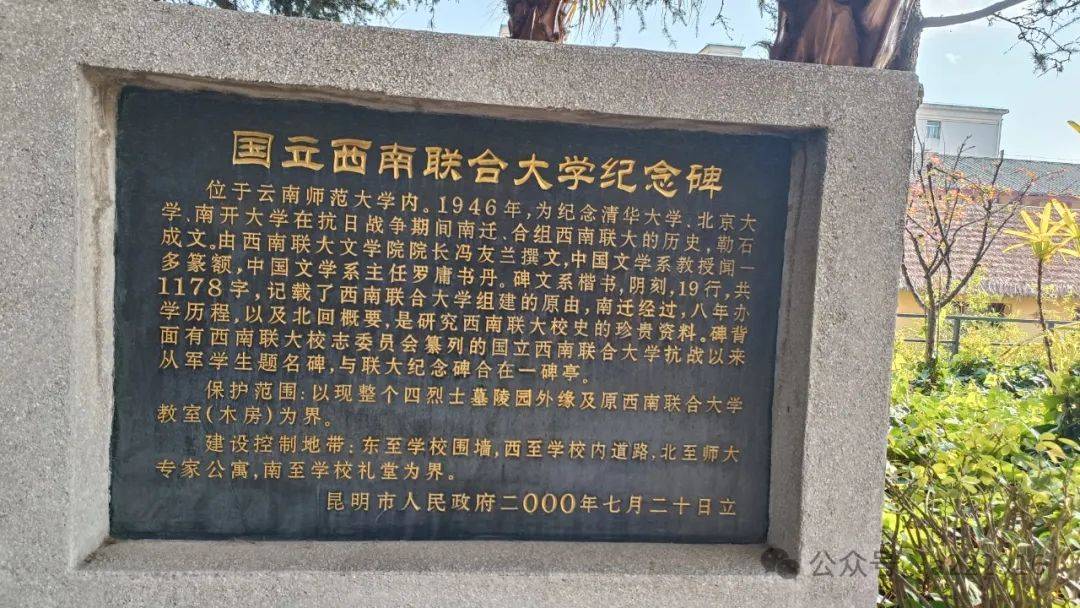 国立西南联合大学纪念碑
位于云南师范大学内。1946年,为纪念清华大学、北京大
学、南开大学在抗日战争期间南迁、合组西南联大的历史,勒石
成文。由西南联大文学院院长冯友兰撰文,中国文学系教授闻一
多篆额,中国文学系主任罗庸书丹。碑文系楷书,阴刻,19行,共
1178字,记载了西南联合大学组建的原由,南迁经过,八年办
学历程,以及北回概要,是研究西南联大校史的珍贵资料。碑背
面有西南联大校志委员会纂列的国立西南联合大学抗战以来
从军学生题名碑,与联大纪念碑合在一碑亭。
保护范围:以现整个四烈士墓陵园外缘及原西南联合大学
教室(木房)为界。
建设控制地带:东至学校围墙,西至学校内道路,北至师大
专家公寓,南至学校礼堂为界。
昆明市人民政府二000年七月二十日立
公众号